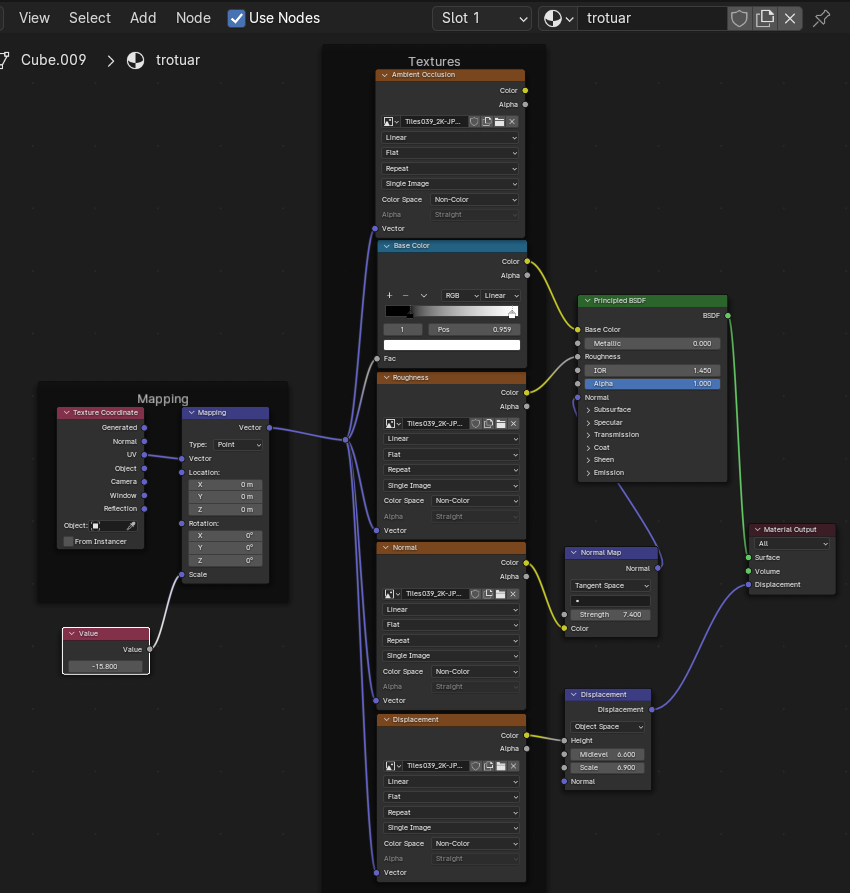 View Select Add Node Use Nodes Slot 1 trotuar
Cube.009 trotuar
Textures
Ambient Occlusion
Color
Alpha
Tiles039_2K-JP...
Linear
Flat
Repeat
Single Image
Color Space Non-Color
Alpha Straight
Vector
Base Color
Color
Alpha
RGB Linear
1 Pos 0.959
Fac
Roughness
Color
Alpha
Tiles039_2K-JP...
Linear
Flat
Repeat
Single Image
Color Space Non-Color
Alpha Straight
Vector
Normal
Color
Alpha
Tiles039_2K-JP...
Linear
Flat
Repeat
Single Image
Color Space Non-Color
Alpha Straight
Vector
Displacement
Color
Alpha
Tiles039_2K-JP...
Linear
Flat
Repeat
Single Image
Color Space Non-Color
Alpha Straight
Vector
Mapping
Texture Coordinate
Generated
Normal
UV
Object
Camera
Window
Reflection
Object:
From Instancer
Mapping
Vector
Type: Point
Vector
Location:
X 0 m
Y 0 m
Z 0 m
Rotation:
X 0°
Y 0°
Z 0°
Scale
Value
Value
-15.800
Principled BSDF
BSDF
Base Color
Metallic 0.000
Roughness
IOR 1.450
Alpha 1.000
Normal
Subsurface
Specular
Transmission
Coat
Sheen
Emission
Normal Map
Normal
Tangent Space
Strength 7.400
Color
Displacement
Displacement
Object Space
Height
Midlevel 6.600
Scale 6.900
Normal
Material Output
All
Surface
Volume
Displacement